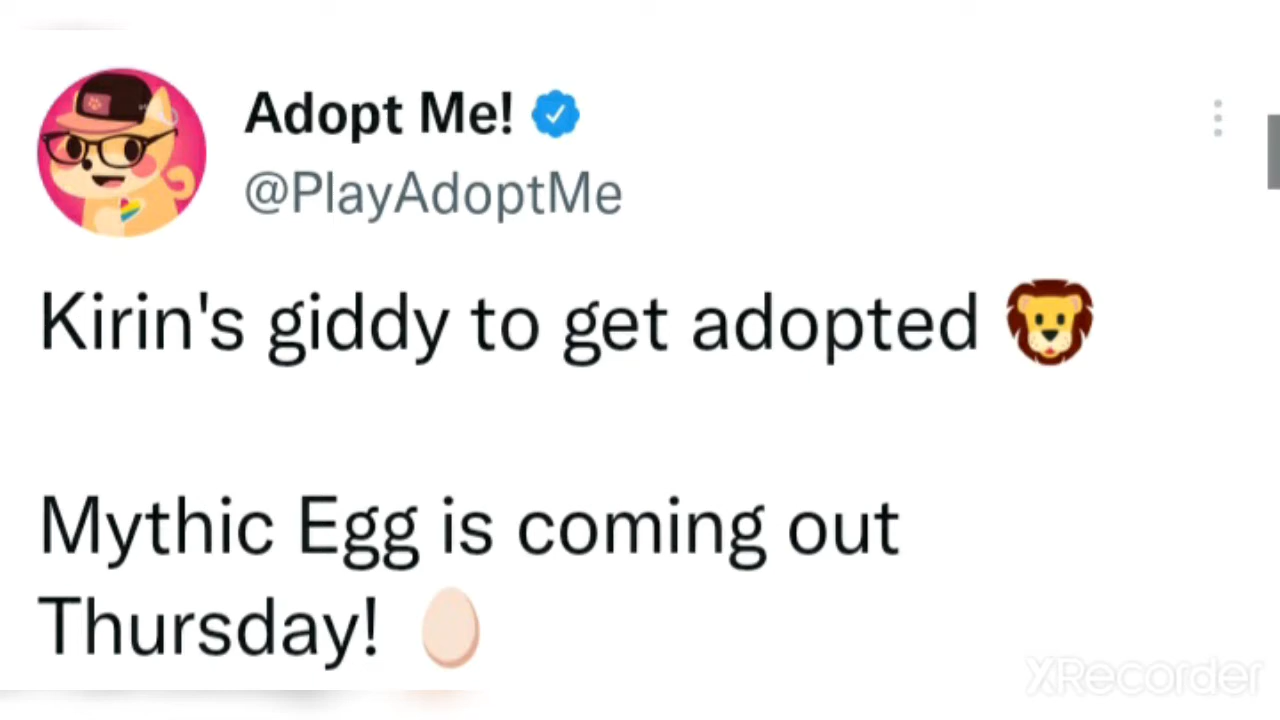 Adopt Me!
@PlayAdoptMe
Kirin's giddy to get adopted 🦁
Mythic Egg is coming out
Thursday! 🥚
XRecorder